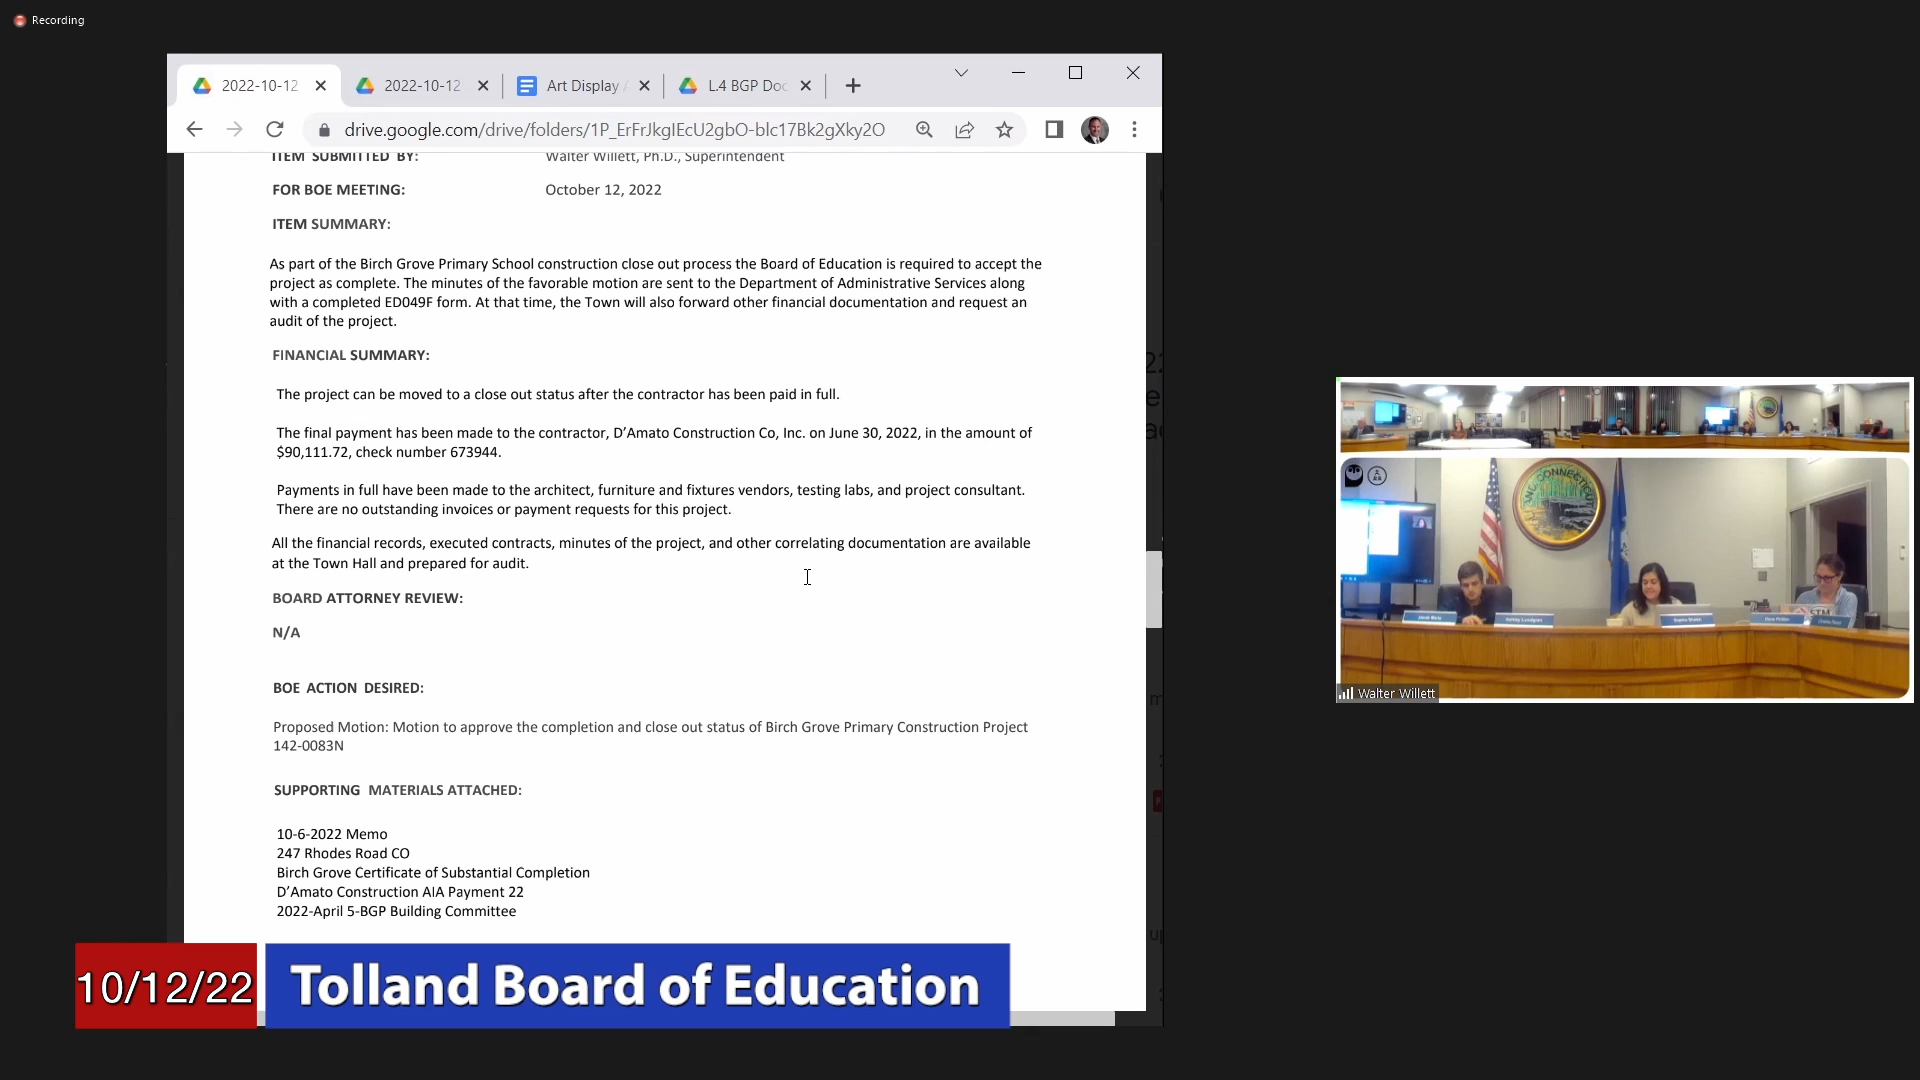 Recording
2022-10-12
2022-10-12
Art Display
L.4 BGP Doc
drive.google.com/drive/folders/1P_ErFrJkgIEcU2gbO-blc17Bk2gXky2O
ITEM SUBMITTED BY: Walter Willett, Ph.D., Superintendent
FOR BOE MEETING: October 12, 2022
ITEM SUMMARY:
As part of the Birch Grove Primary School construction close out process the Board of Education is required to accept the
project as complete. The minutes of the favorable motion are sent to the Department of Administrative Services along
with a completed ED049F form. At that time, the Town will also forward other financial documentation and request an
audit of the project.
FINANCIAL SUMMARY:
The project can be moved to a close out status after the contractor has been paid in full.
The final payment has been made to the contractor, D’Amato Construction Co, Inc. on June 30, 2022, in the amount of
$90,111.72, check number 673944.
Payments in full have been made to the architect, furniture and fixtures vendors, testing labs, and project consultant.
There are no outstanding invoices or payment requests for this project.
All the financial records, executed contracts, minutes of the project, and other correlating documentation are available
at the Town Hall and prepared for audit.
BOARD ATTORNEY REVIEW:
N/A
BOE ACTION DESIRED:
Proposed Motion: Motion to approve the completion and close out status of Birch Grove Primary Construction Project
142-0083N
SUPPORTING MATERIALS ATTACHED:
10-6-2022 Memo
247 Rhodes Road CO
Birch Grove Certificate of Substantial Completion
D’Amato Construction AIA Payment 22
2022-April 5-BGP Building Committee
10/12/22
Tolland Board of Education
CONNECTICUT
Walter Willett